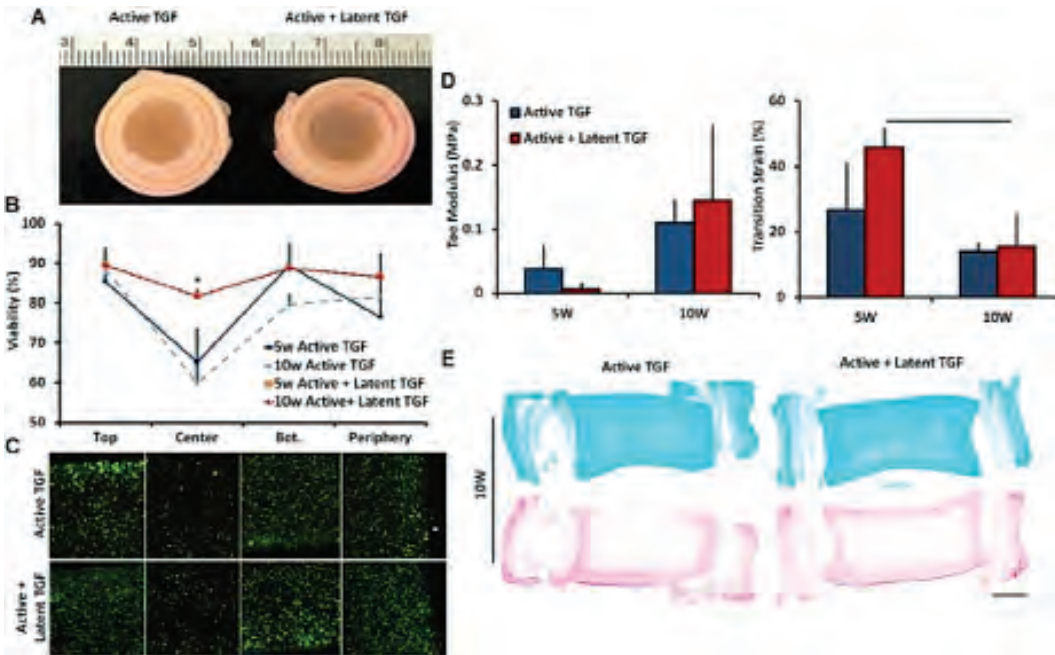 A
Active TGF
Active + Latent TGF
3 4 5 6 7 8
B
Viability (%)
100
90
80
70
60
50
*
5w Active TGF
10w Active TGF
5w Active + Latent TGF
10w Active+ Latent TGF
Top
Center
Bot.
Periphery
C
Active TGF
Active +
Latent TGF
D
Toe Modulus (MPa)
0.3
0.2
0.1
0
Active TGF
Active + Latent TGF
5W
10W
Transition Strain (%)
60
40
20
0
5W
10W
E
Active TGF
Active + Latent TGF
10W